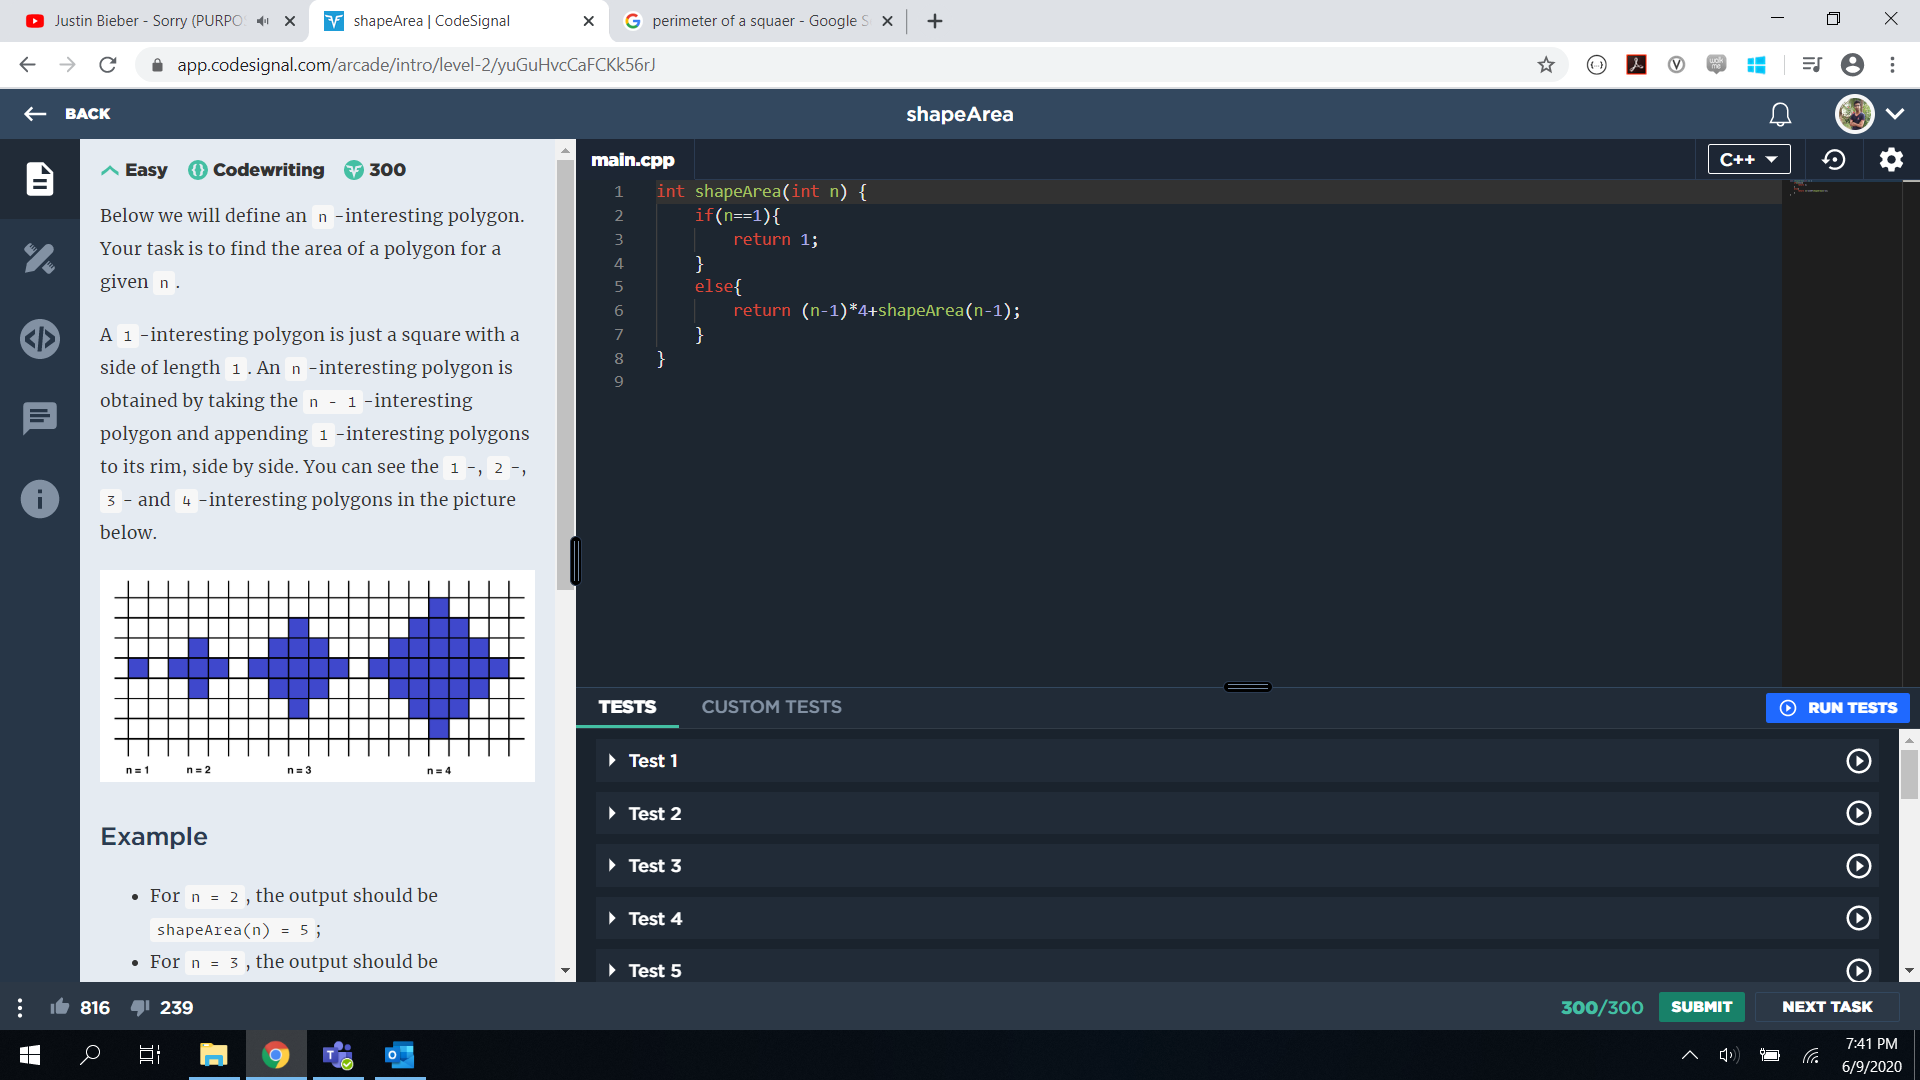 Justin Bieber - Sorry (PURPO
shapeArea | CodeSignal
perimeter of a squaer - Google S
app.codesignal.com/arcade/intro/level-2/yuGuHvcCaFCKk56rJ
BACK
shapeArea
Easy Codewriting 300
Below we will define an n -interesting polygon.
Your task is to find the area of a polygon for a
given n .
A 1 -interesting polygon is just a square with a
side of length 1 . An n -interesting polygon is
obtained by taking the n - 1 -interesting
polygon and appending 1 -interesting polygons
to its rim, side by side. You can see the 1 -, 2 -,
3 - and 4 -interesting polygons in the picture
below.
n = 1 n = 2 n = 3 n = 4
Example
• For n = 2 , the output should be
shapeArea(n) = 5 ;
• For n = 3 , the output should be
816 239
main.cpp
C++
1 int shapeArea(int n) {
2 if(n==1){
3 return 1;
4 }
5 else{
6 return (n-1)*4+shapeArea(n-1);
7 }
8 }
9
TESTS CUSTOM TESTS
RUN TESTS
Test 1
Test 2
Test 3
Test 4
Test 5
300/300 SUBMIT NEXT TASK
7:41 PM
6/9/2020